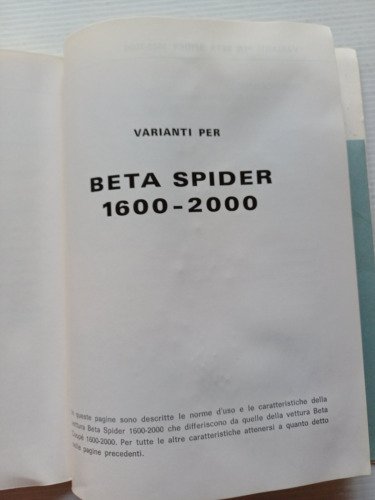 VARIANTI PER
BETA SPIDER
1600-2000
queste pagine sono descritte le norme d'uso e le caratteristiche della
vettura Beta Spider 1600-2000 che differiscono da quelle della vettura Beta
Coupé 1600-2000. Per tutte le altre caratteristiche attenersi a quanto detto
nelle pagine precedenti.